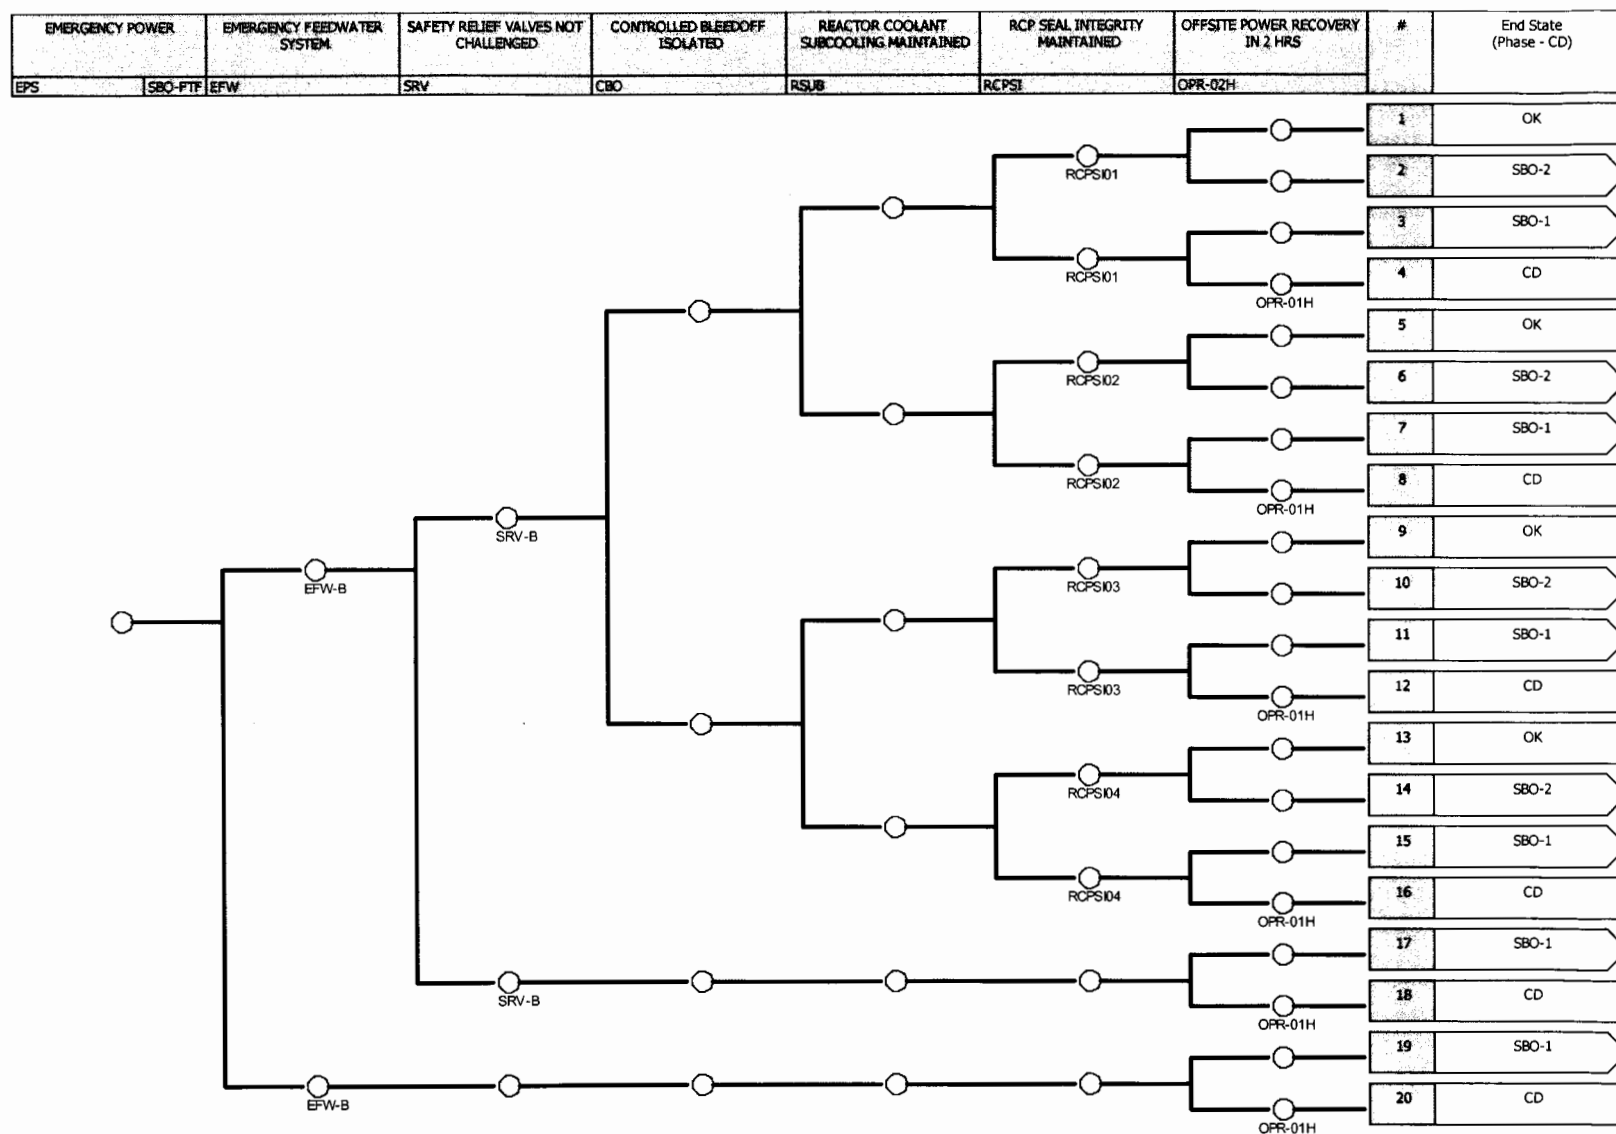 EMERGENCY POWER
EMERGENCY FEEDWATER
SYSTEM
SAFETY RELIEF VALVES NOT
CHALLENGED
CONTROLLED BLEEDOFF
ISOLATED
REACTOR COOLANT
SUBCOOLING MAINTAINED
RCP SEAL INTEGRITY
MAINTAINED
OFFSITE POWER RECOVERY
IN 2 HRS
#
End State
(Phase - CD)
EPS
SBO-PTF
EFW
SRV
CBO
RSUB
RCPSI
OPR-02H
1 OK
RCPSI01
2 SBO-2
3 SBO-1
RCPSI01
4 CD
OPR-01H
5 OK
RCPSI02
6 SBO-2
7 SBO-1
RCPSI02
8 CD
OPR-01H
SRV-B
9 OK
EFW-B
RCPSI03
10 SBO-2
11 SBO-1
RCPSI03
12 CD
OPR-01H
13 OK
RCPSI04
14 SBO-2
15 SBO-1
RCPSI04
16 CD
OPR-01H
17 SBO-1
SRV-B
18 CD
OPR-01H
19 SBO-1
EFW-B
20 CD
OPR-01H